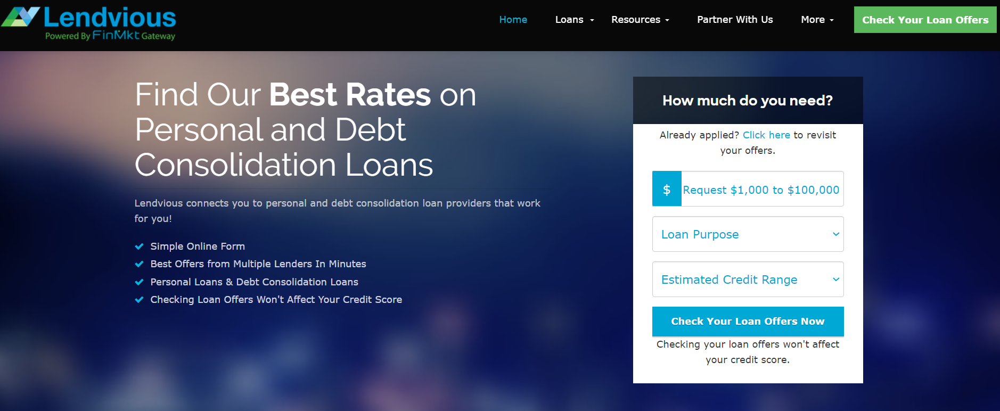 Lendvious
Powered By FinMkt Gateway
Home
Loans
Resources
Partner With Us
More
Check Your Loan Offers
Find Our Best Rates on
Personal and Debt
Consolidation Loans
Lendvious connects you to personal and debt consolidation loan providers that work
for you!
Simple Online Form
Best Offers from Multiple Lenders In Minutes
Personal Loans & Debt Consolidation Loans
Checking Loan Offers Won't Affect Your Credit Score
How much do you need?
Already applied? Click here to revisit
your offers.
$ Request $1,000 to $100,000
Loan Purpose
Estimated Credit Range
Check Your Loan Offers Now
Checking your loan offers won't affect
your credit score.